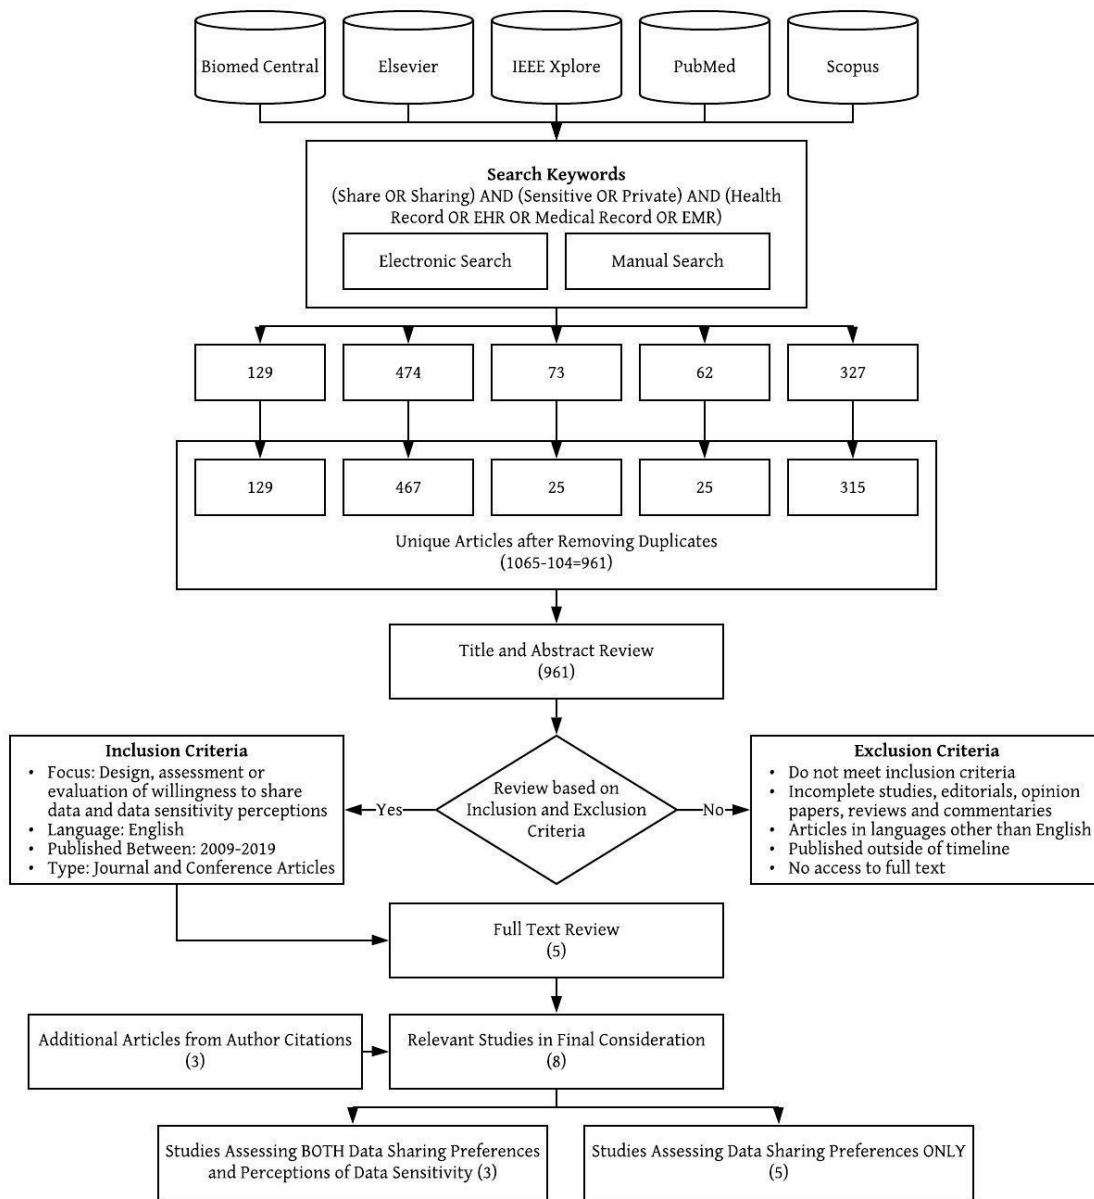 Biomed Central
Elsevier
IEEE Xplore
PubMed
Scopus
Search Keywords
(Share OR Sharing) AND (Sensitive OR Private) AND (Health
Record OR EHR OR Medical Record OR EMR)
Electronic Search
Manual Search
129
474
73
62
327
129
467
25
25
315
Unique Articles after Removing Duplicates
(1065-104=961)
Title and Abstract Review
(961)
Inclusion Criteria
• Focus: Design, assessment or
evaluation of willingness to share
data and data sensitivity perceptions
• Language: English
• Published Between: 2009-2019
• Type: Journal and Conference Articles
Yes
Review based on
Inclusion and Exclusion
Criteria
No
Exclusion Criteria
• Do not meet inclusion criteria
• Incomplete studies, editorials, opinion
papers, reviews and commentaries
• Articles in languages other than English
• Published outside of timeline
• No access to full text
Full Text Review
(5)
Additional Articles from Author Citations
(3)
Relevant Studies in Final Consideration
(8)
Studies Assessing BOTH Data Sharing Preferences
and Perceptions of Data Sensitivity (3)
Studies Assessing Data Sharing Preferences ONLY
(5)